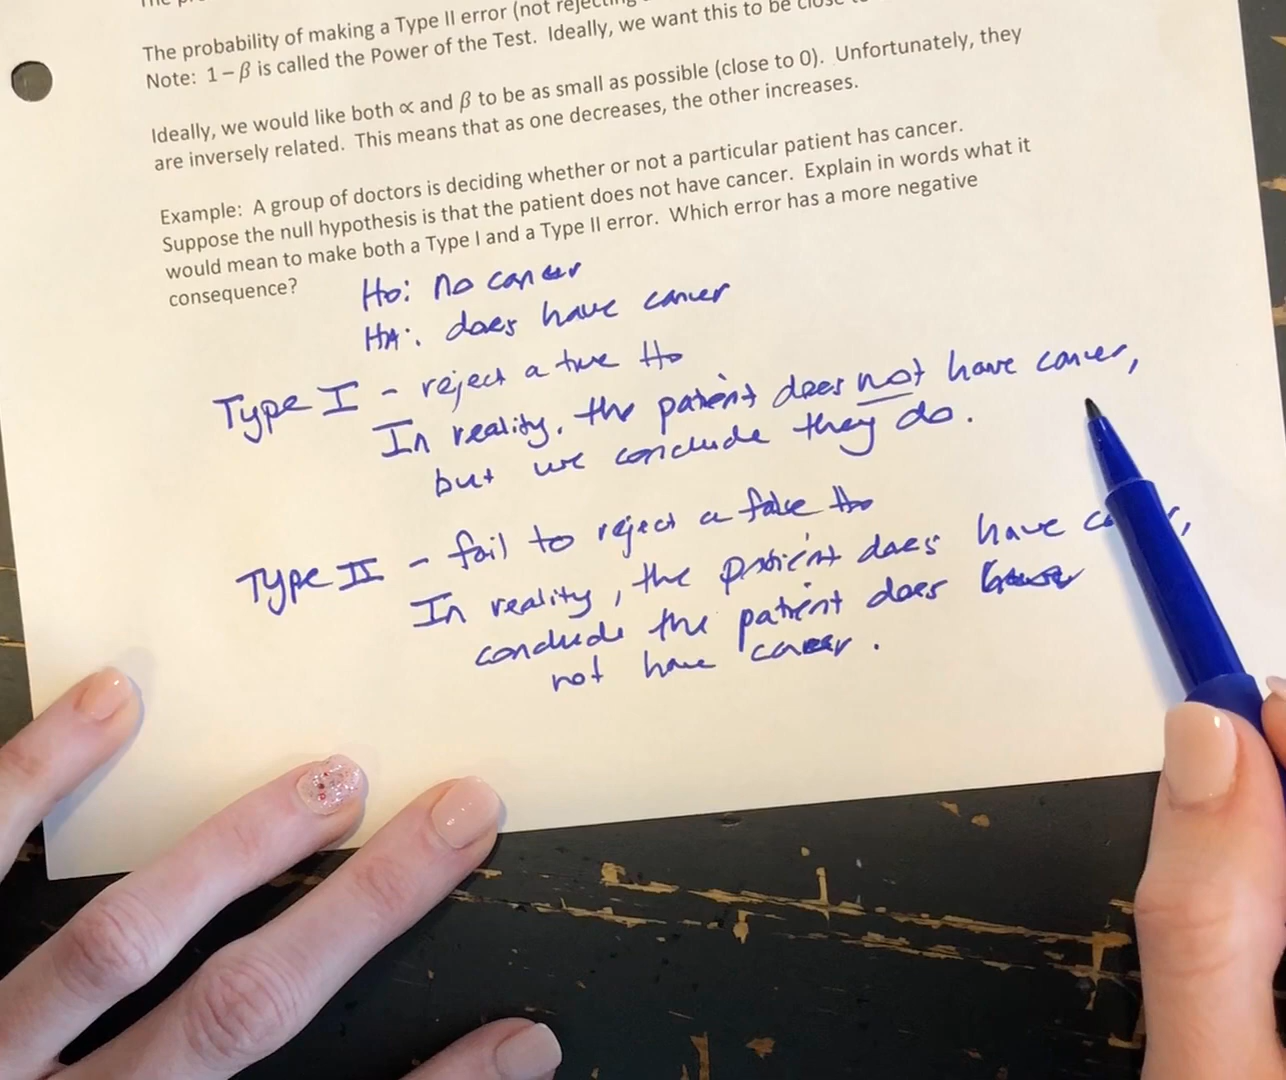 The probability of making a Type II error (not rejecting
Note: 1 − β is called the Power of the Test. Ideally, we want this to be close
Ideally, we would like both ∝ and β to be as small as possible (close to 0). Unfortunately, they
are inversely related. This means that as one decreases, the other increases.
Example: A group of doctors is deciding whether or not a particular patient has cancer.
Suppose the null hypothesis is that the patient does not have cancer. Explain in words what it
would mean to make both a Type I and a Type II error. Which error has a more negative
consequence?
Ho: no cancer
HA: does have cancer
Type I - reject a true Ho
In reality, the patient does not have cancer,
but we conclude they do.
Type II - fail to reject a false Ho
In reality, the patient does have
conclude the patient does
not have cancer.